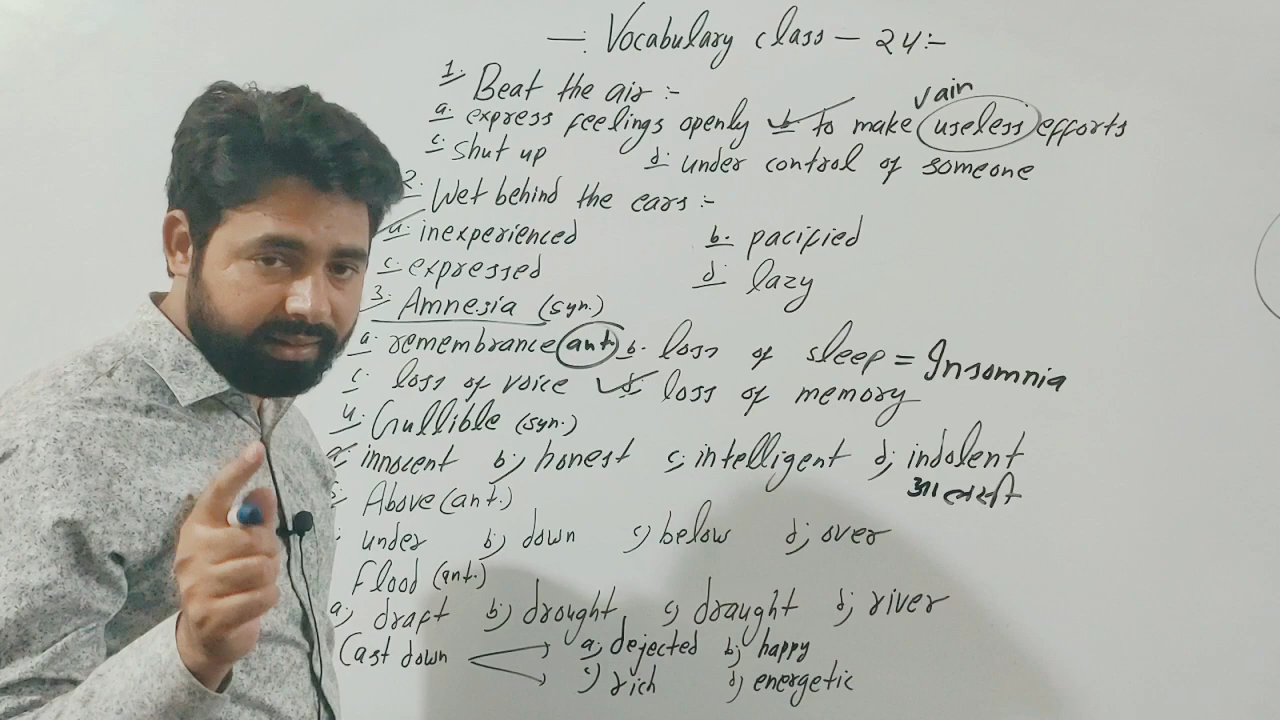 —: Vocabulary class — 24:-
1. Beat the air :-
vain
a. express feelings openly b. to make useless efforts
c. shut up d. under control of someone
2. Wet behind the ears :-
a. inexperienced b. pacified
c. expressed d. lazy
3. Amnesia (syn.)
a. remembrance (ant.) b. loss of sleep = Insomnia
c. loss of voice d. loss of memory
4. Gullible (syn.)
a. innocent b) honest c) intelligent d) indolent
आलसी
5. Above (ant.)
under b) down c) below d) over
Flood (ant.)
a) draft b) drought c) draught d) river
Cast down a) dejected b) happy
c) rich d) energetic